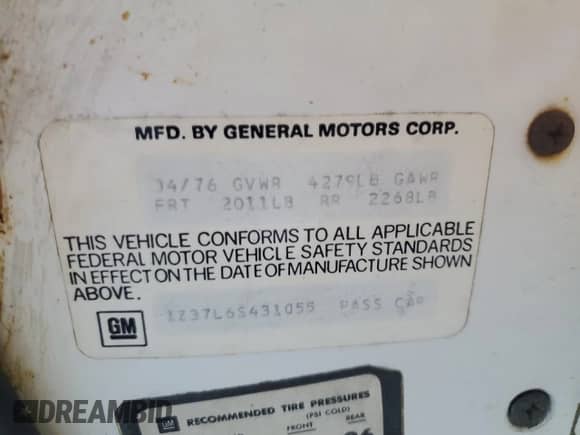 MFD. BY GENERAL MOTORS CORP.
04/76 GVWR 4279LB GAWR
FRT 2011LB RR 2268LB
THIS VEHICLE CONFORMS TO ALL APPLICABLE
FEDERAL MOTOR VEHICLE SAFETY STANDARDS
IN EFFECT ON THE DATE OF MANUFACTURE SHOWN
ABOVE.
GM
1Z37L6S431055 PASS CAR
GM RECOMMENDED TIRE PRESSURES
(PSI COLD)
FRONT REAR
26
DREAMBID